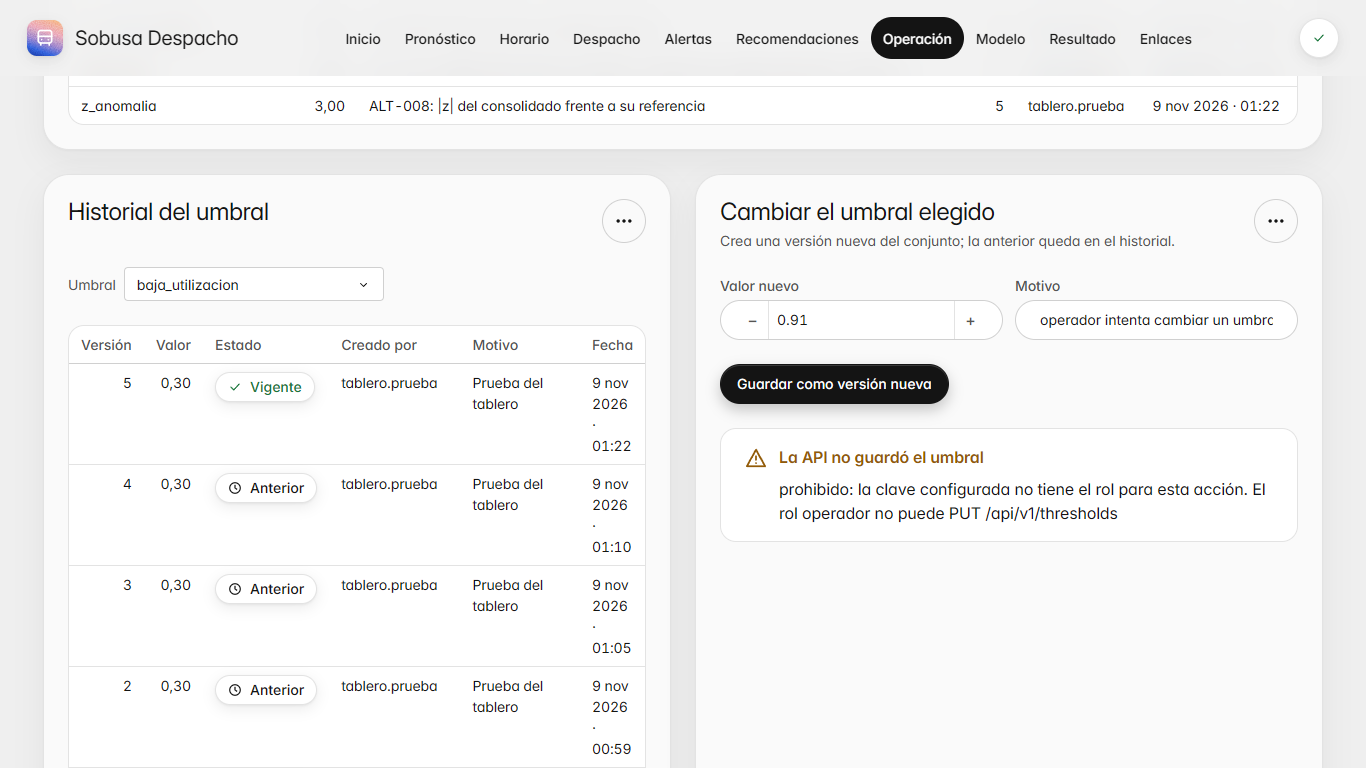 Sobusa Despacho
Inicio Pronóstico Horario Despacho Alertas Recomendaciones Operación Modelo Resultado Enlaces
z_anomalia 3,00 ALT-008: |z| del consolidado frente a su referencia 5 tablero.prueba 9 nov 2026 · 01:22
Historial del umbral
Umbral baja_utilizacion
Versión Valor Estado Creado por Motivo Fecha
5 0,30 Vigente tablero.prueba Prueba del tablero 9 nov 2026 · 01:22
4 0,30 Anterior tablero.prueba Prueba del tablero 9 nov 2026 · 01:10
3 0,30 Anterior tablero.prueba Prueba del tablero 9 nov 2026 · 01:05
2 0,30 Anterior tablero.prueba Prueba del tablero 9 nov 2026 · 00:59
Cambiar el umbral elegido
Crea una versión nueva del conjunto; la anterior queda en el historial.
Valor nuevo Motivo
− 0.91 + operador intenta cambiar un umbrc
Guardar como versión nueva
La API no guardó el umbral
prohibido: la clave configurada no tiene el rol para esta acción. El
rol operador no puede PUT /api/v1/thresholds